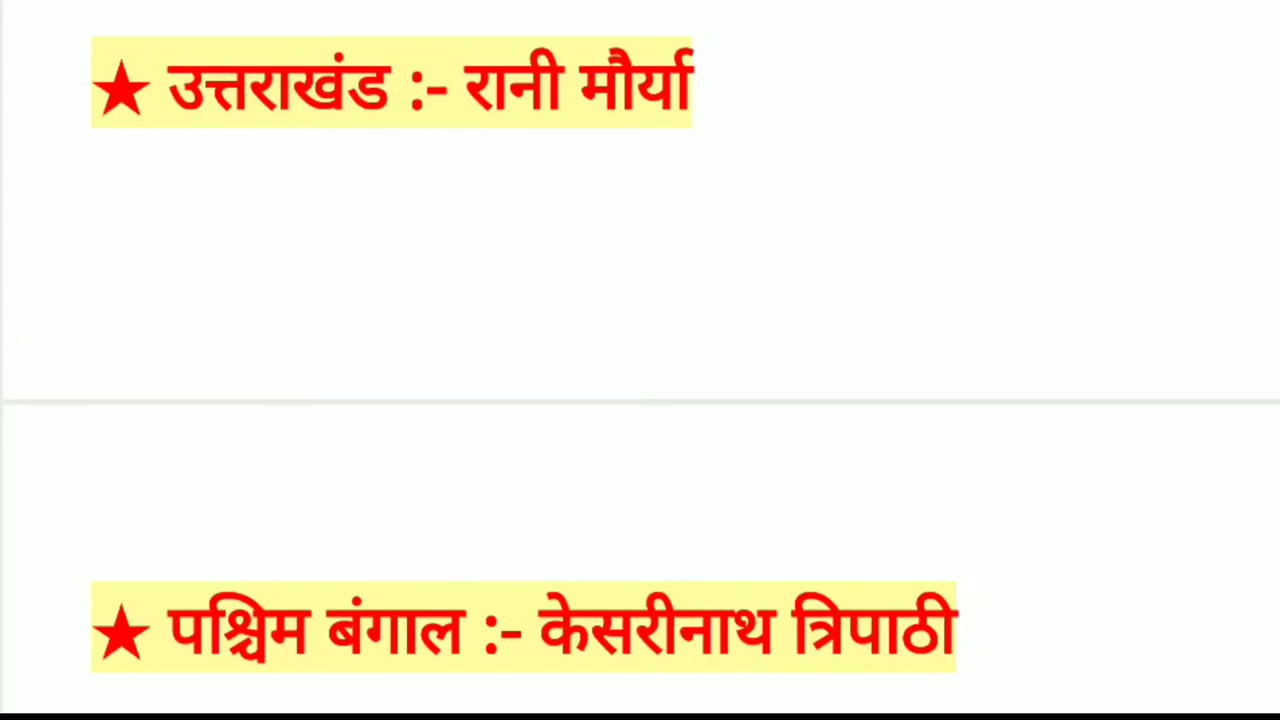 ★ उत्तराखंड :- रानी मौर्या
★ पश्चिम बंगाल :- केसरीनाथ त्रिपाठी